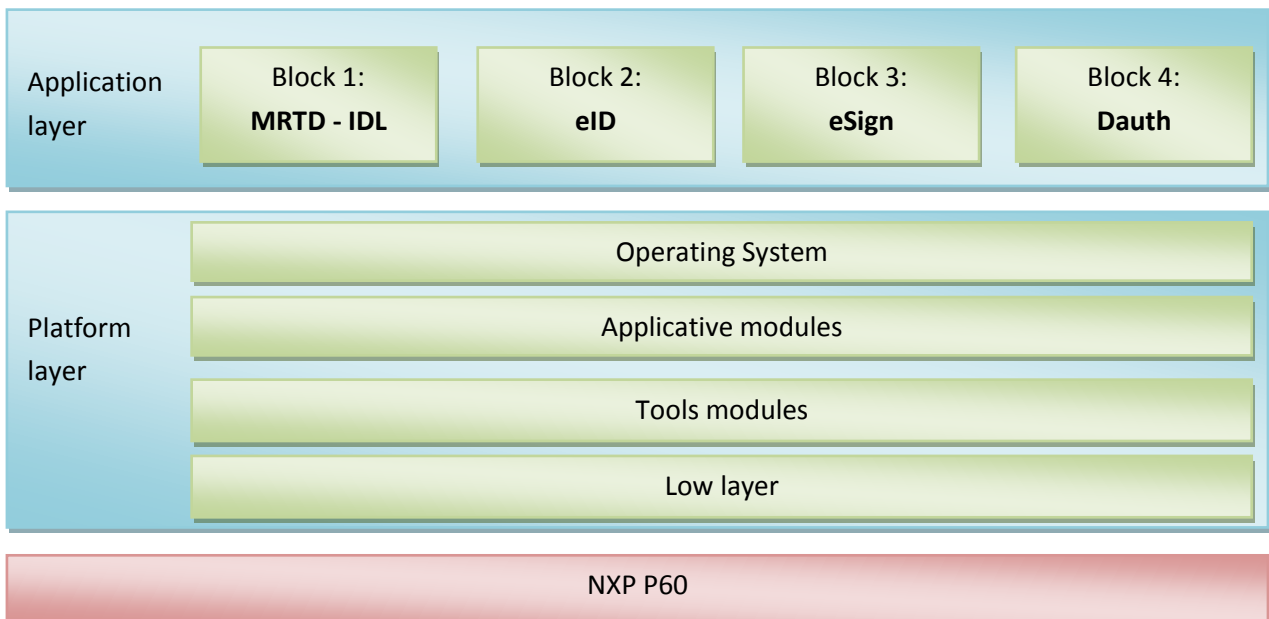 Application
layer
Block 1:
MRTD - IDL
Block 2:
eID
Block 3:
eSign
Block 4:
Dauth
Platform
layer
Operating System
Applicative modules
Tools modules
Low layer
NXP P60